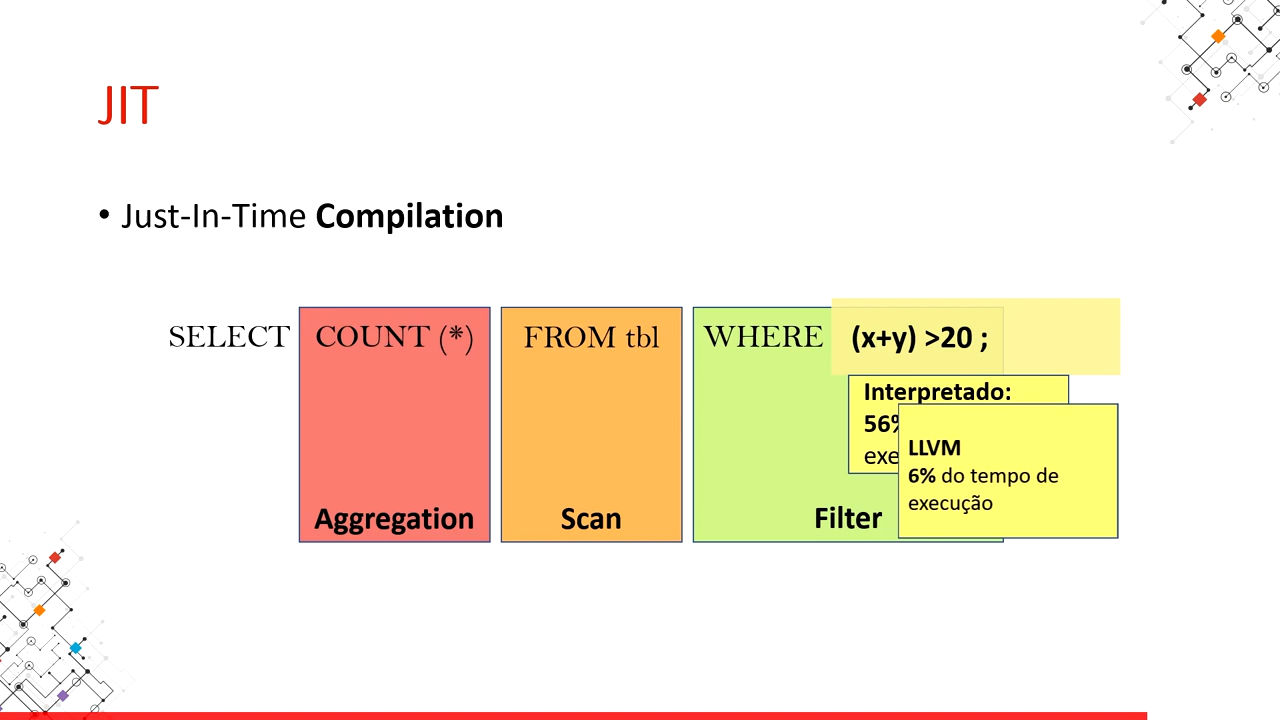 JIT
• Just-In-Time Compilation
SELECT COUNT (*) FROM tbl WHERE (x+y) >20 ;
Interpretado:
56%
LLVM
6% do tempo de
execução
Aggregation Scan Filter